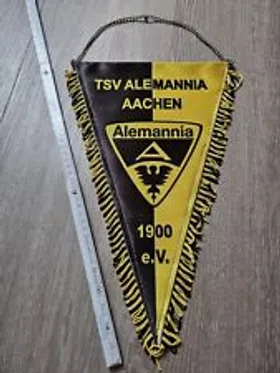 TSV ALEMANNIA
AACHEN
Alemannia
A
1900
e.V.